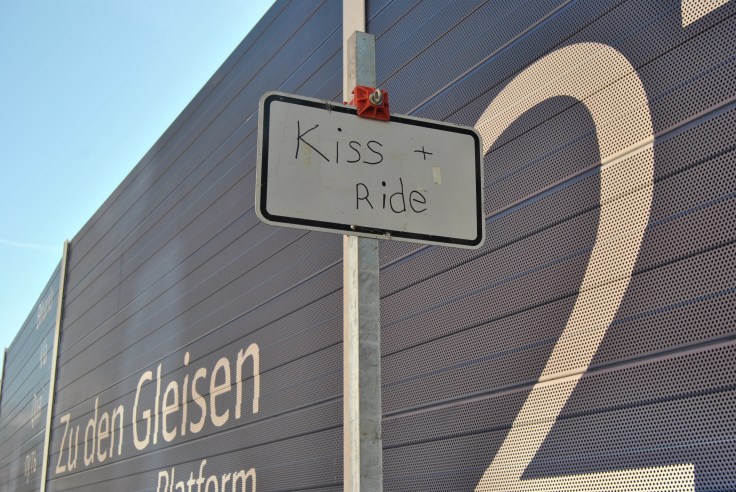 Kiss +
Ride
2
Zu den Gleisen
Platform